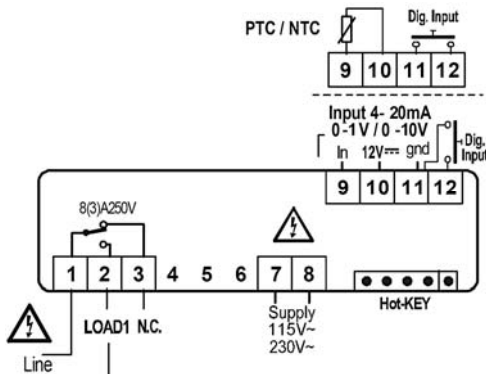 PTC / NTC
Dig. Input
9 10 11 12
Input 4- 20mA
0-1V/ 0 -10V
In 12V⎓ gnd
Dig.
Input
9 10 11 12
8(3)A250V
1 2 3 4 5 6 7 8
Hot-KEY
LOAD1 N.C.
Supply
115V~
230V~
Line